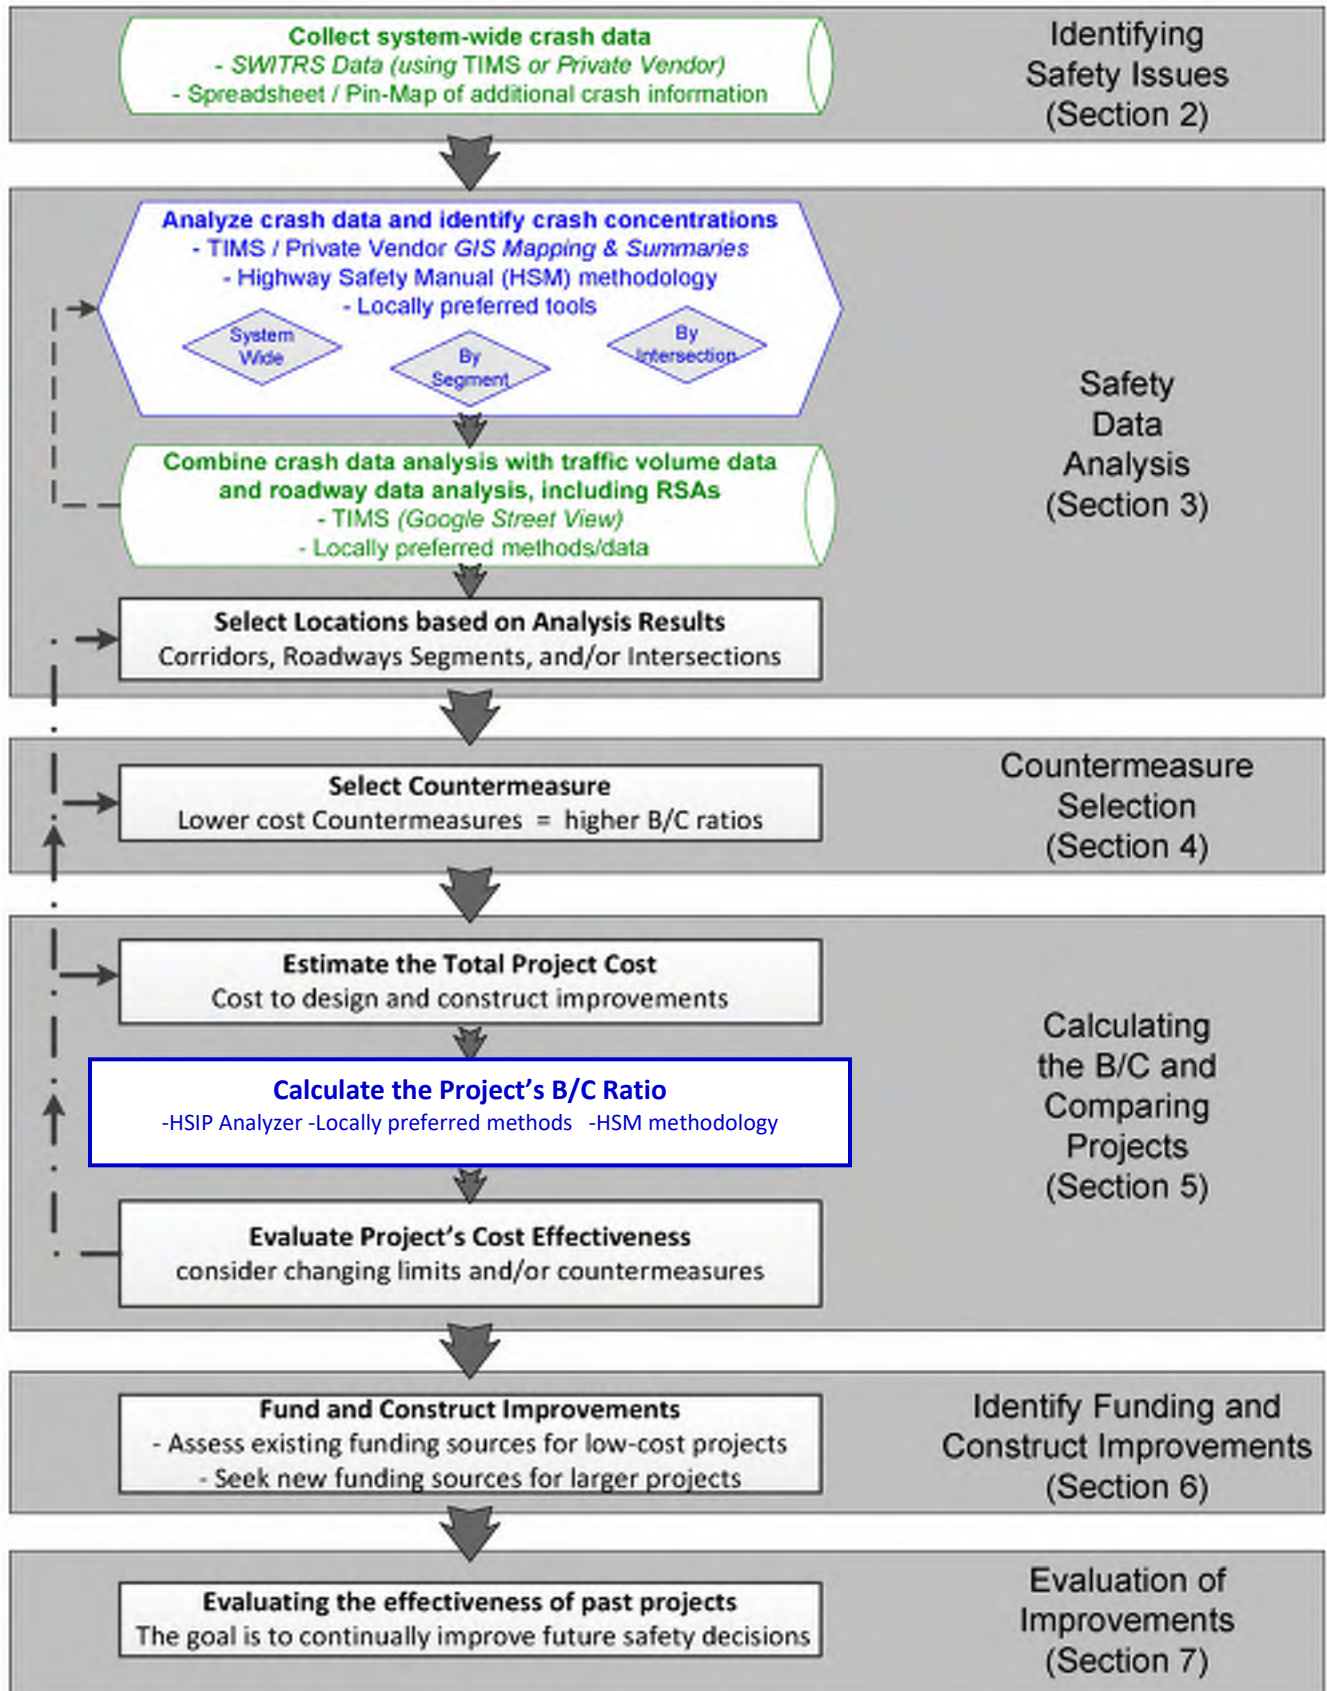 Collect system-wide crash data
- SWITRS Data (using TIMS or Private Vendor)
- Spreadsheet / Pin-Map of additional crash information
Identifying
Safety Issues
(Section 2)
Analyze crash data and identify crash concentrations
- TIMS / Private Vendor GIS Mapping & Summaries
- Highway Safety Manual (HSM) methodology
- Locally preferred tools
System
Wide
By
Segment
By
Intersection
Combine crash data analysis with traffic volume data
and roadway data analysis, including RSAs
- TIMS (Google Street View)
- Locally preferred methods/data
Select Locations based on Analysis Results
Corridors, Roadways Segments, and/or Intersections
Safety
Data
Analysis
(Section 3)
Select Countermeasure
Lower cost Countermeasures = higher B/C ratios
Countermeasure
Selection
(Section 4)
Estimate the Total Project Cost
Cost to design and construct improvements
Calculate the Project's B/C Ratio
-HSIP Analyzer -Locally preferred methods -HSM methodology
Evaluate Project's Cost Effectiveness
consider changing limits and/or countermeasures
Calculating
the B/C and
Comparing
Projects
(Section 5)
Fund and Construct Improvements
- Assess existing funding sources for low-cost projects
- Seek new funding sources for larger projects
Identify Funding and
Construct Improvements
(Section 6)
Evaluating the effectiveness of past projects
The goal is to continually improve future safety decisions
Evaluation of
Improvements
(Section 7)